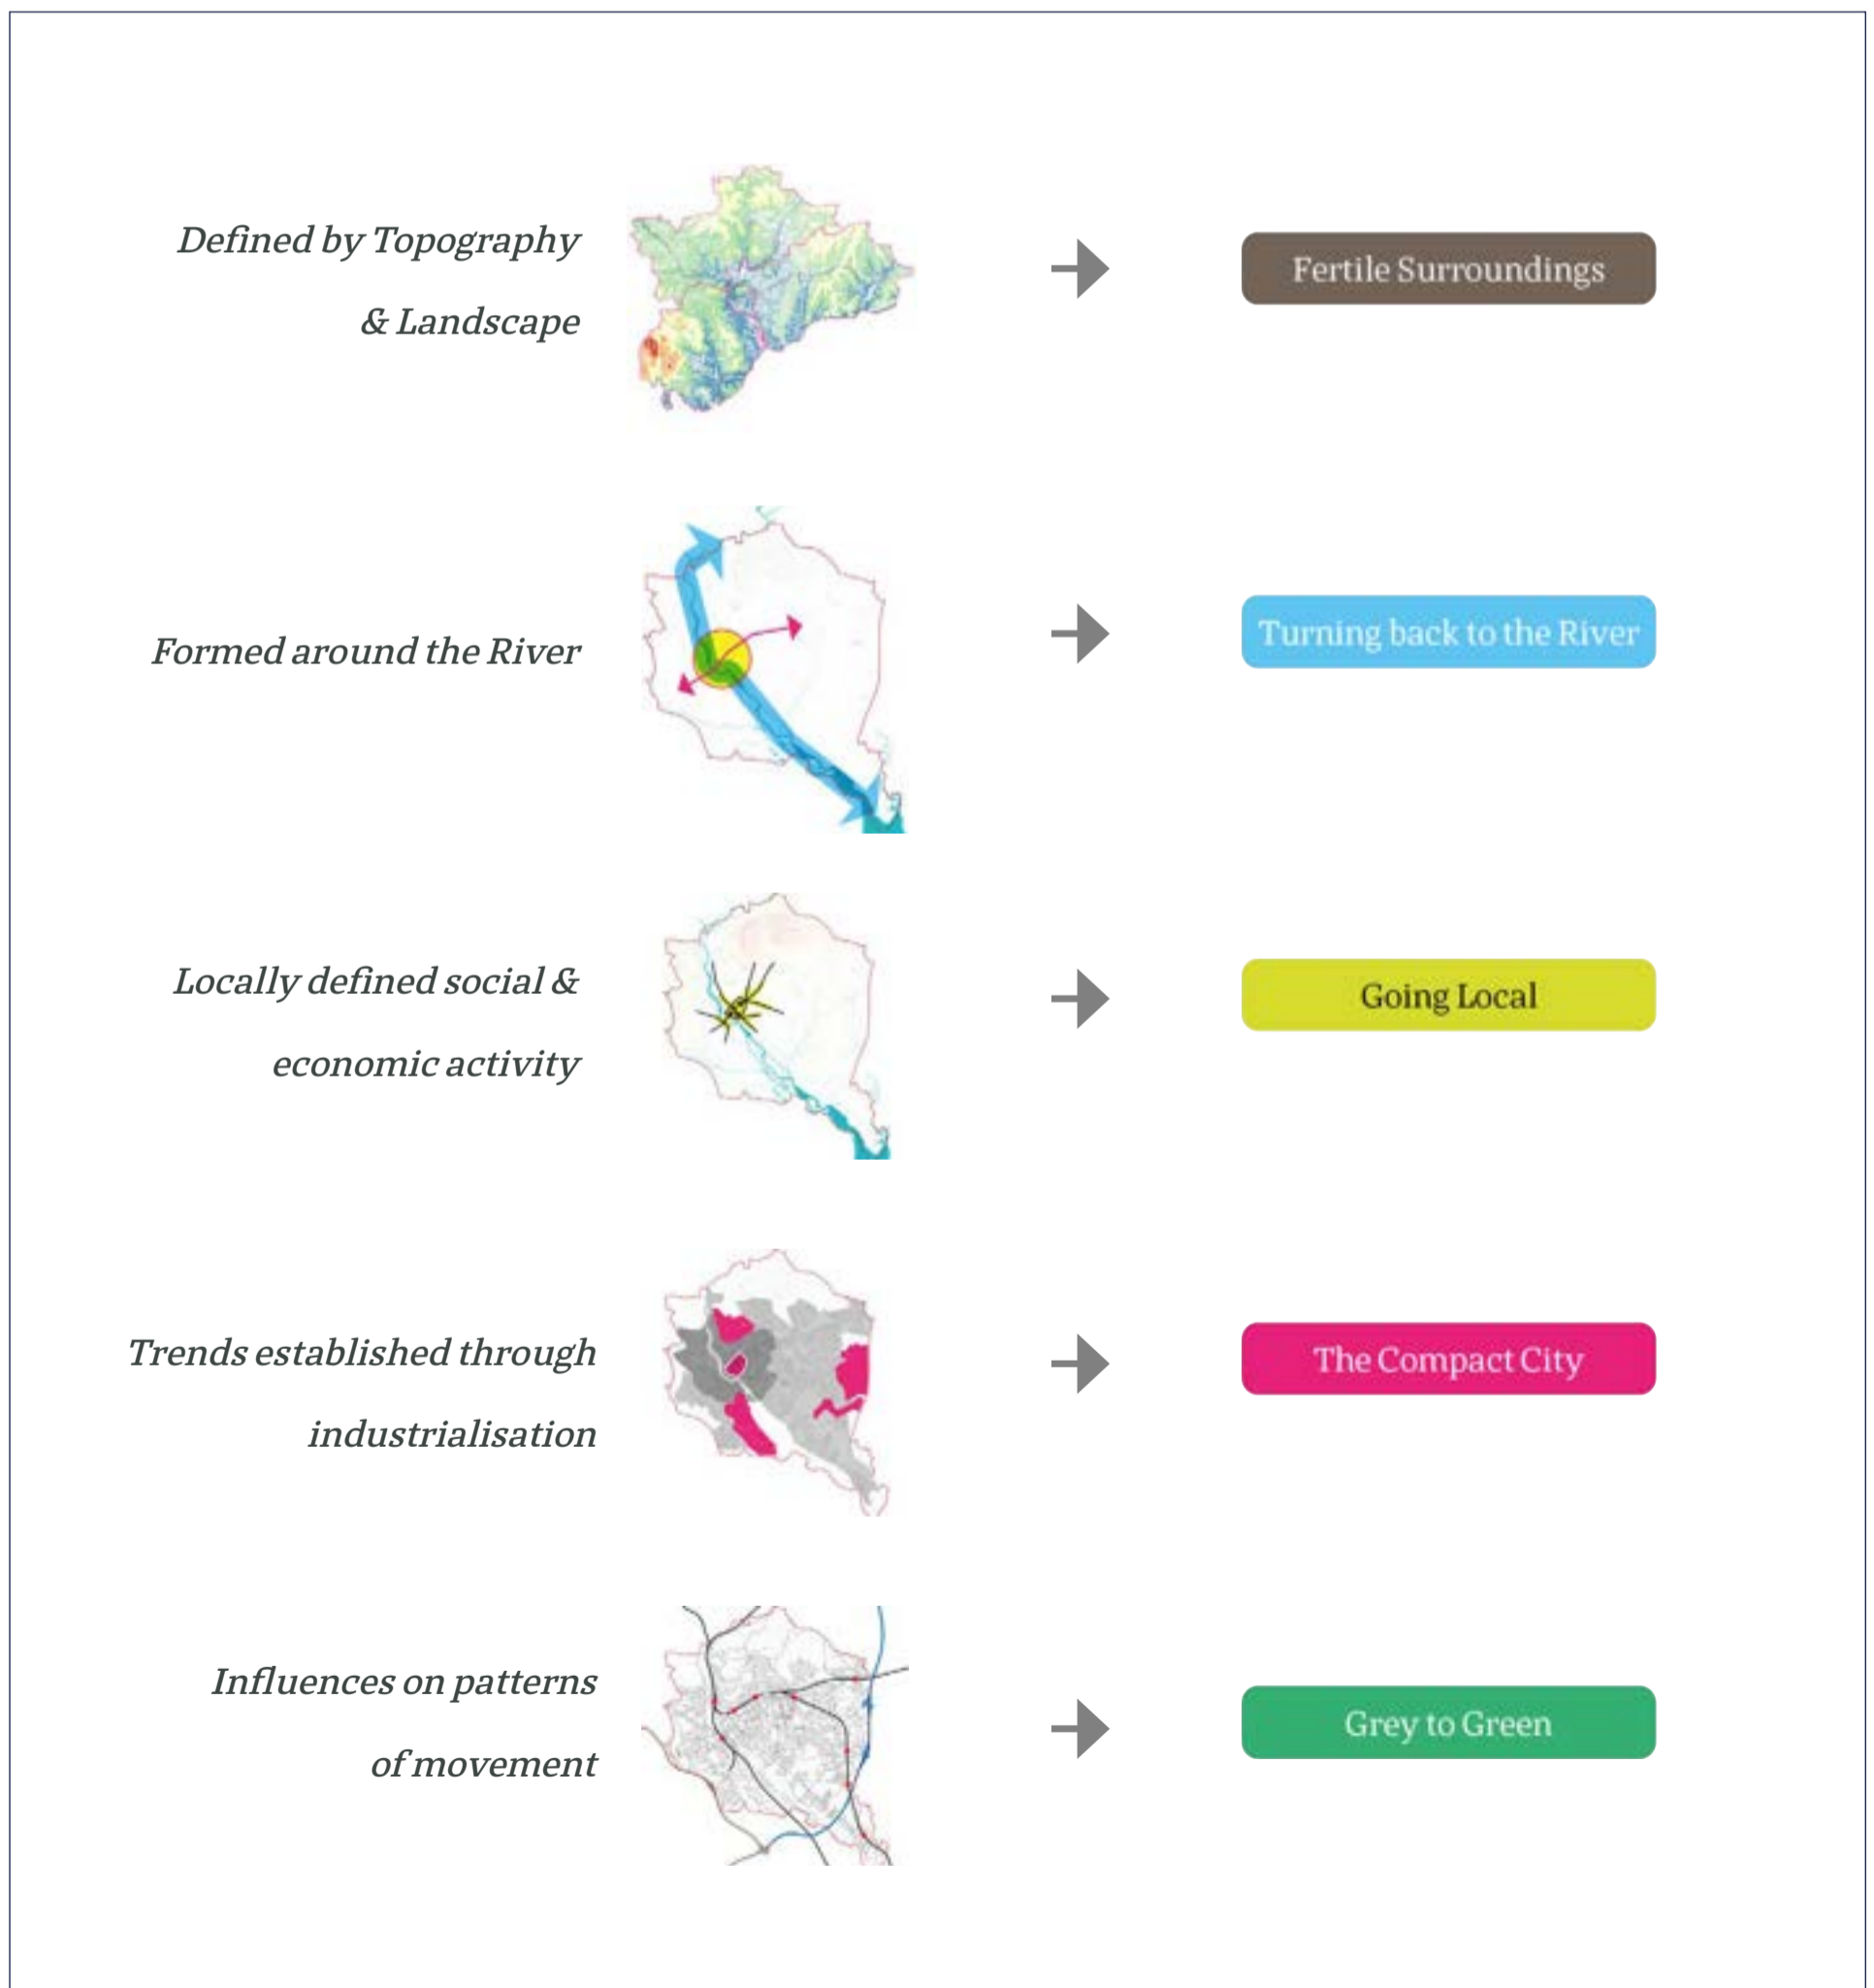 Defined by Topography
& Landscape
Fertile Surroundings
Formed around the River
Turning back to the River
Locally defined social &
economic activity
Going Local
Trends established through
industrialisation
The Compact City
Influences on patterns
of movement
Grey to Green